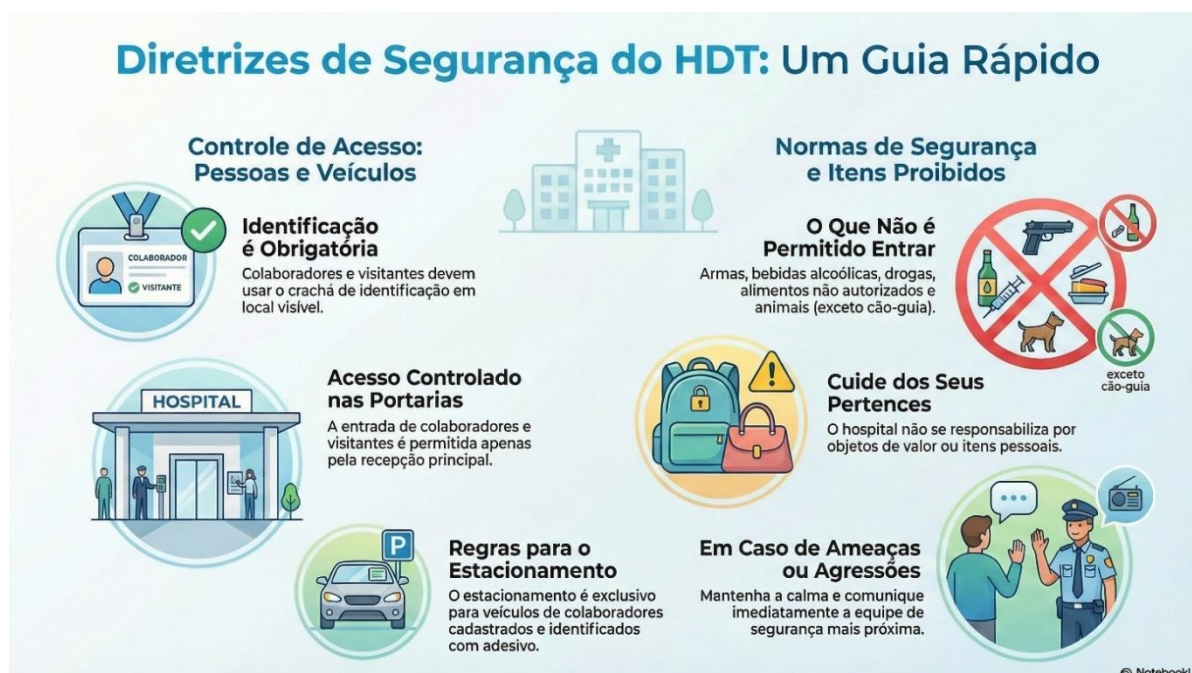 Diretrizes de Segurança do HDT: Um Guia Rápido
Controle de Acesso:
Pessoas e Veículos
Identificação
é Obrigatória
Colaboradores e visitantes devem
usar o crachá de identificação em
local visível.
COLABORADOR
VISITANTE
HOSPITAL
Acesso Controlado
nas Portarias
A entrada de colaboradores e
visitantes é permitida apenas
pela recepção principal.
P
Regras para o
Estacionamento
O estacionamento é exclusivo
para veículos de colaboradores
cadastrados e identificados
com adesivo.
Normas de Segurança
e Itens Proibidos
O Que Não é
Permitido Entrar
Armas, bebidas alcoólicas, drogas,
alimentos não autorizados e
animais (exceto cão-guia).
exceto
cão-guia
Cuide dos Seus
Pertences
O hospital não se responsabiliza por
objetos de valor ou itens pessoais.
Em Caso de Ameaças
ou Agressões
Mantenha a calma e comunique
imediatamente a equipe de
segurança mais próxima.